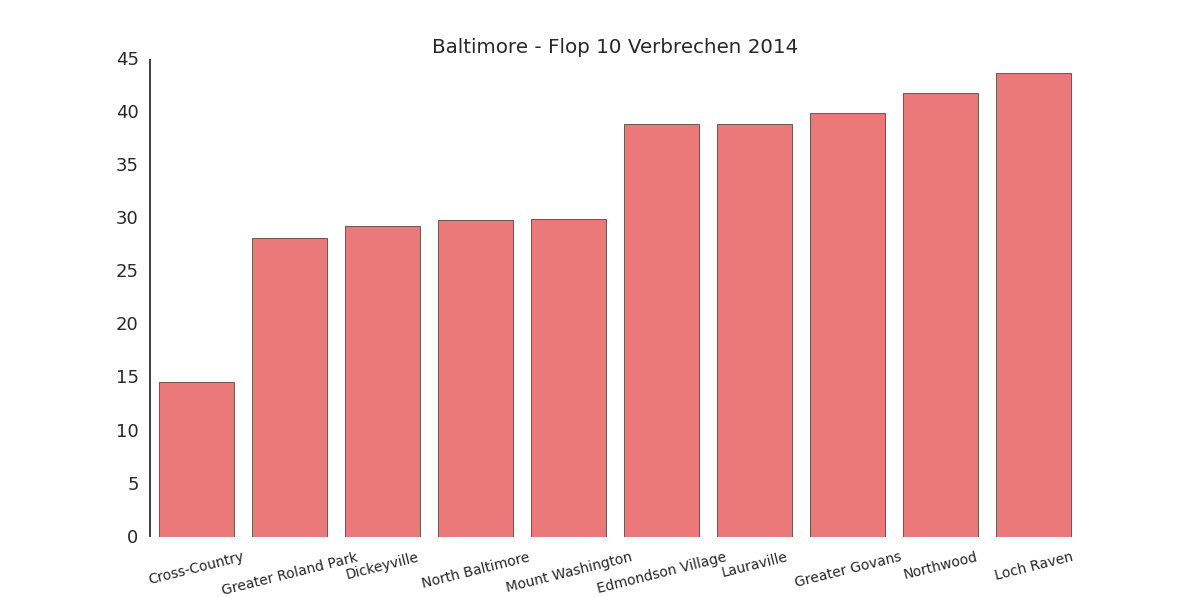 Baltimore - Flop 10 Verbrechen 2014
45
40
35
30
25
20
15
10
5
0
Cross-Country
Greater Roland Park
Dickeyville
North Baltimore
Mount Washington
Edmondson Village
Lauraville
Greater Govans
Northwood
Loch Raven